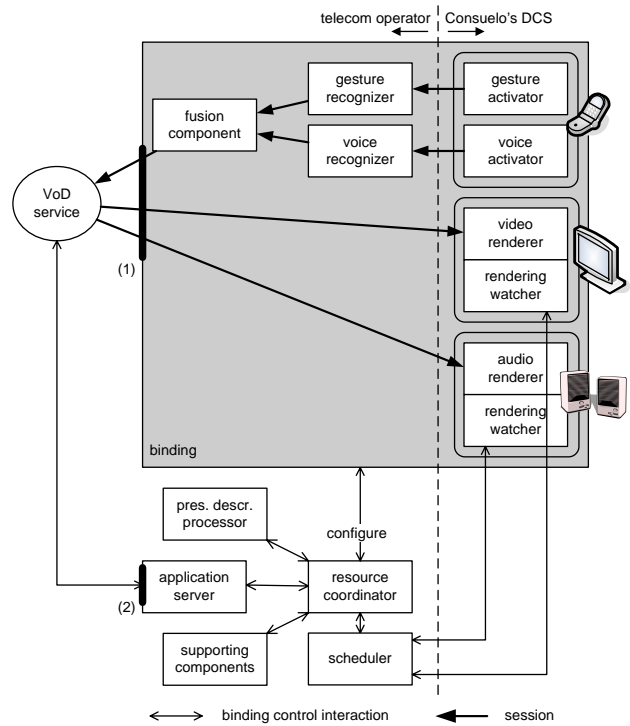 telecom operator
Consuelo's DCS
gesture
recognizer
gesture
activator
fusion
component
voice
recognizer
voice
activator
VoD
service
video
renderer
(1)
rendering
watcher
audio
renderer
rendering
watcher
binding
pres. descr.
processor
configure
application
server
resource
coordinator
(2)
supporting
components
scheduler
binding control interaction
session